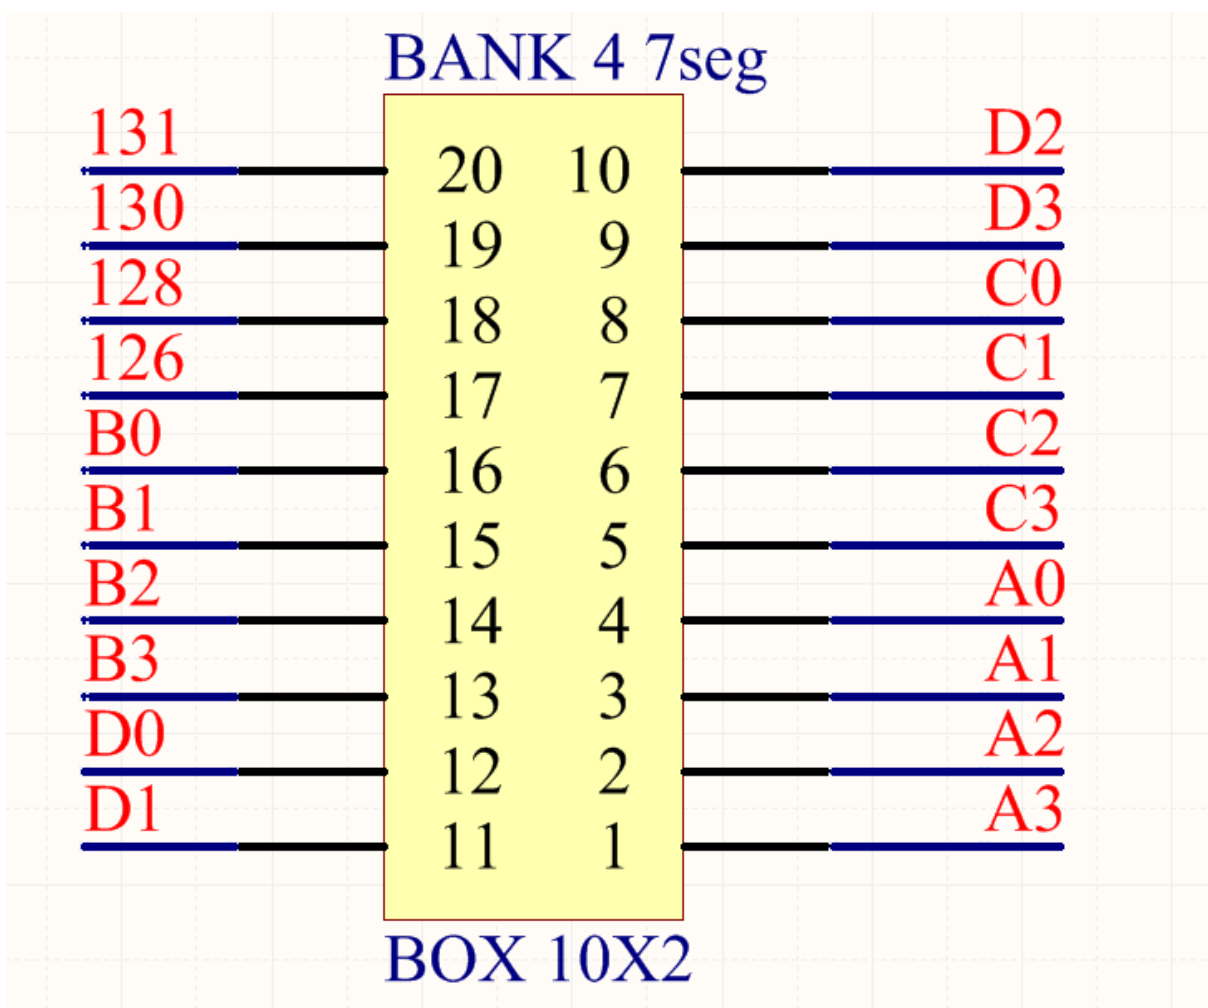 BANK 4 7seg
131 20 10 D2
130 19 9 D3
128 18 8 C0
126 17 7 C1
B0 16 6 C2
B1 15 5 C3
B2 14 4 A0
B3 13 3 A1
D0 12 2 A2
D1 11 1 A3
BOX 10X2